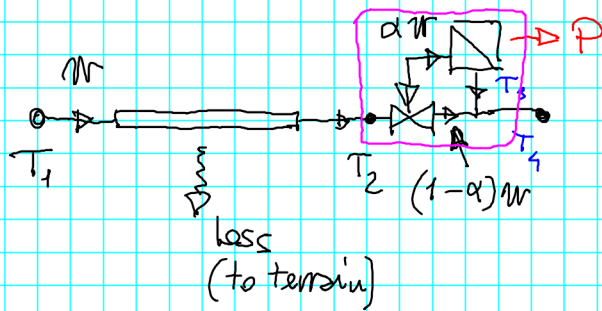 αw
P
w
T3
T1
T2
T4
(1-α)w
Loss
(to terrain)